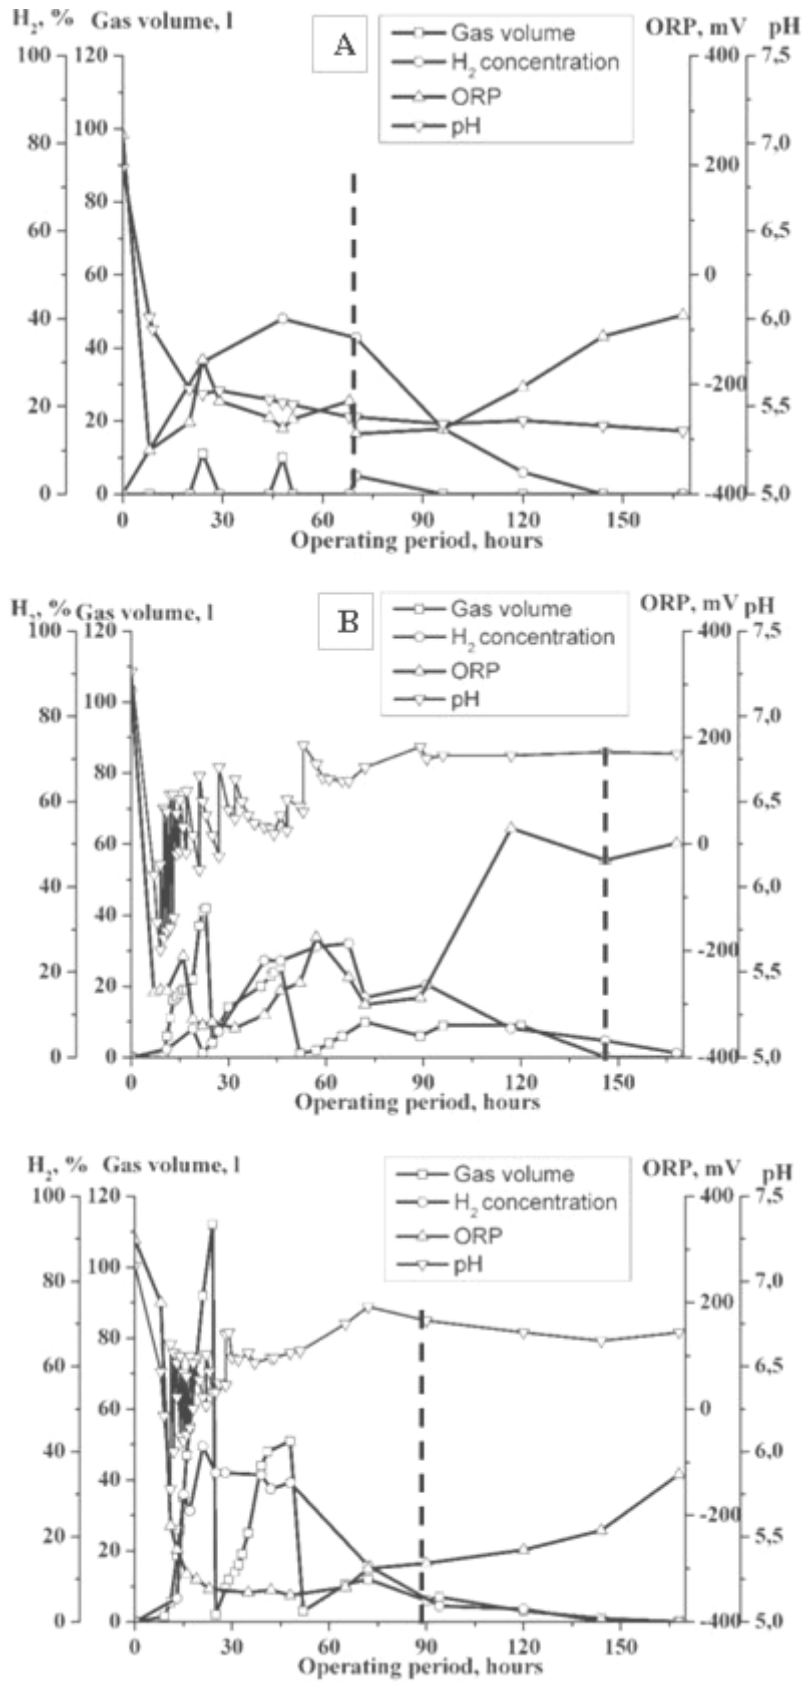 H2, % Gas volume, l A ORP, mV pH
Gas volume
H2 concentration
ORP
pH
100 120 400 7,5
100
80 200 7,0
80
60 6,5
60 0
40 6,0
40
-200
20 5,5
20
0 0 -400 5,0
0 30 60 90 120 150
Operating period, hours
H2, % Gas volume, l B ORP, mV pH
Gas volume
H2 concentration
ORP
pH
100 120 400 7,5
100
80 7,0
200
80
60 6,5
60 0
40 6,0
40
-200
20 5,5
20
0 0 -400 5,0
0 30 60 90 120 150
Operating period, hours
H2, % Gas volume, l ORP, mV pH
Gas volume
H2 concentration
ORP
pH
100 120 400 7,5
100
80 7,0
200
80
60 6,5
60 0
40 6,0
40
-200
20 5,5
20
0 0 -400 5,0
0 30 60 90 120 150
Operating period, hours